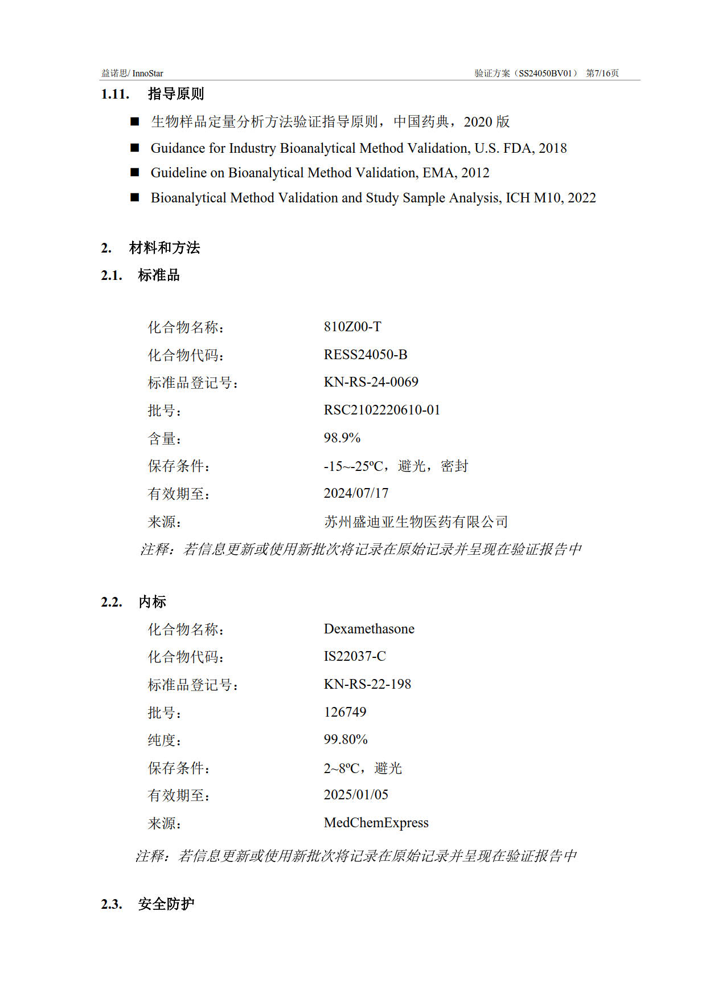 益诺思/ InnoStar 验证方案（SS24050BV01） 第7/16页
1.11. 指导原则
■ 生物样品定量分析方法验证指导原则，中国药典，2020 版
■ Guidance for Industry Bioanalytical Method Validation, U.S. FDA, 2018
■ Guideline on Bioanalytical Method Validation, EMA, 2012
■ Bioanalytical Method Validation and Study Sample Analysis, ICH M10, 2022
2. 材料和方法
2.1. 标准品
化合物名称： 810Z00-T
化合物代码： RESS24050-B
标准品登记号： KN-RS-24-0069
批号： RSC2102220610-01
含量： 98.9%
保存条件： -15~-25ºC，避光，密封
有效期至： 2024/07/17
来源： 苏州盛迪亚生物医药有限公司
注释：若信息更新或使用新批次将记录在原始记录并呈现在验证报告中
2.2. 内标
化合物名称： Dexamethasone
化合物代码： IS22037-C
标准品登记号： KN-RS-22-198
批号： 126749
纯度： 99.80%
保存条件： 2~8ºC，避光
有效期至： 2025/01/05
来源： MedChemExpress
注释：若信息更新或使用新批次将记录在原始记录并呈现在验证报告中
2.3. 安全防护